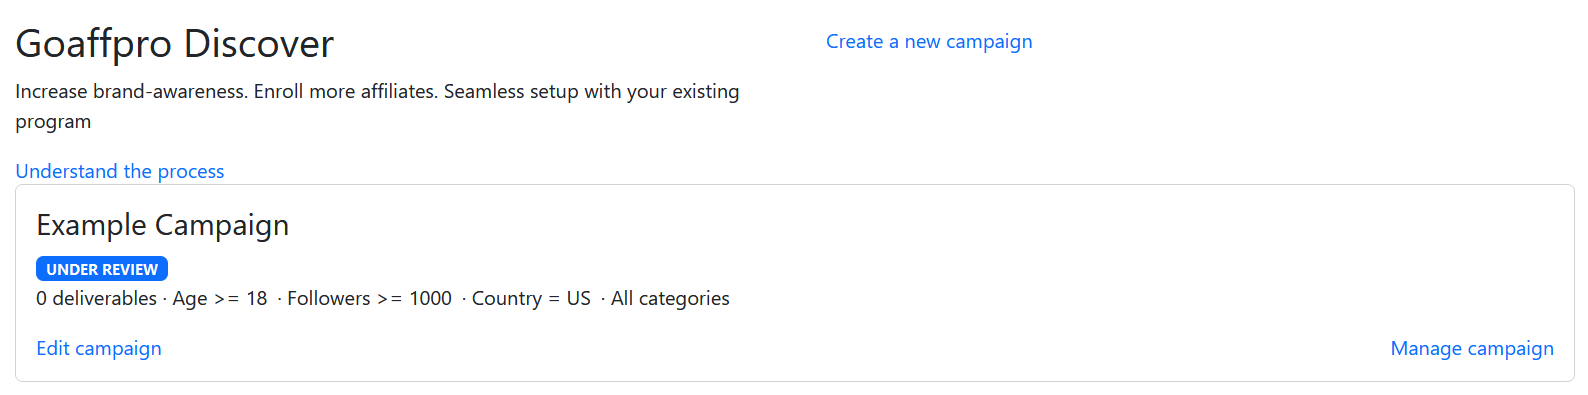 Goaffpro Discover
Create a new campaign
Increase brand-awareness. Enroll more affiliates. Seamless setup with your existing
program
Understand the process
Example Campaign
UNDER REVIEW
0 deliverables · Age >= 18 · Followers >= 1000 · Country = US · All categories
Edit campaign
Manage campaign